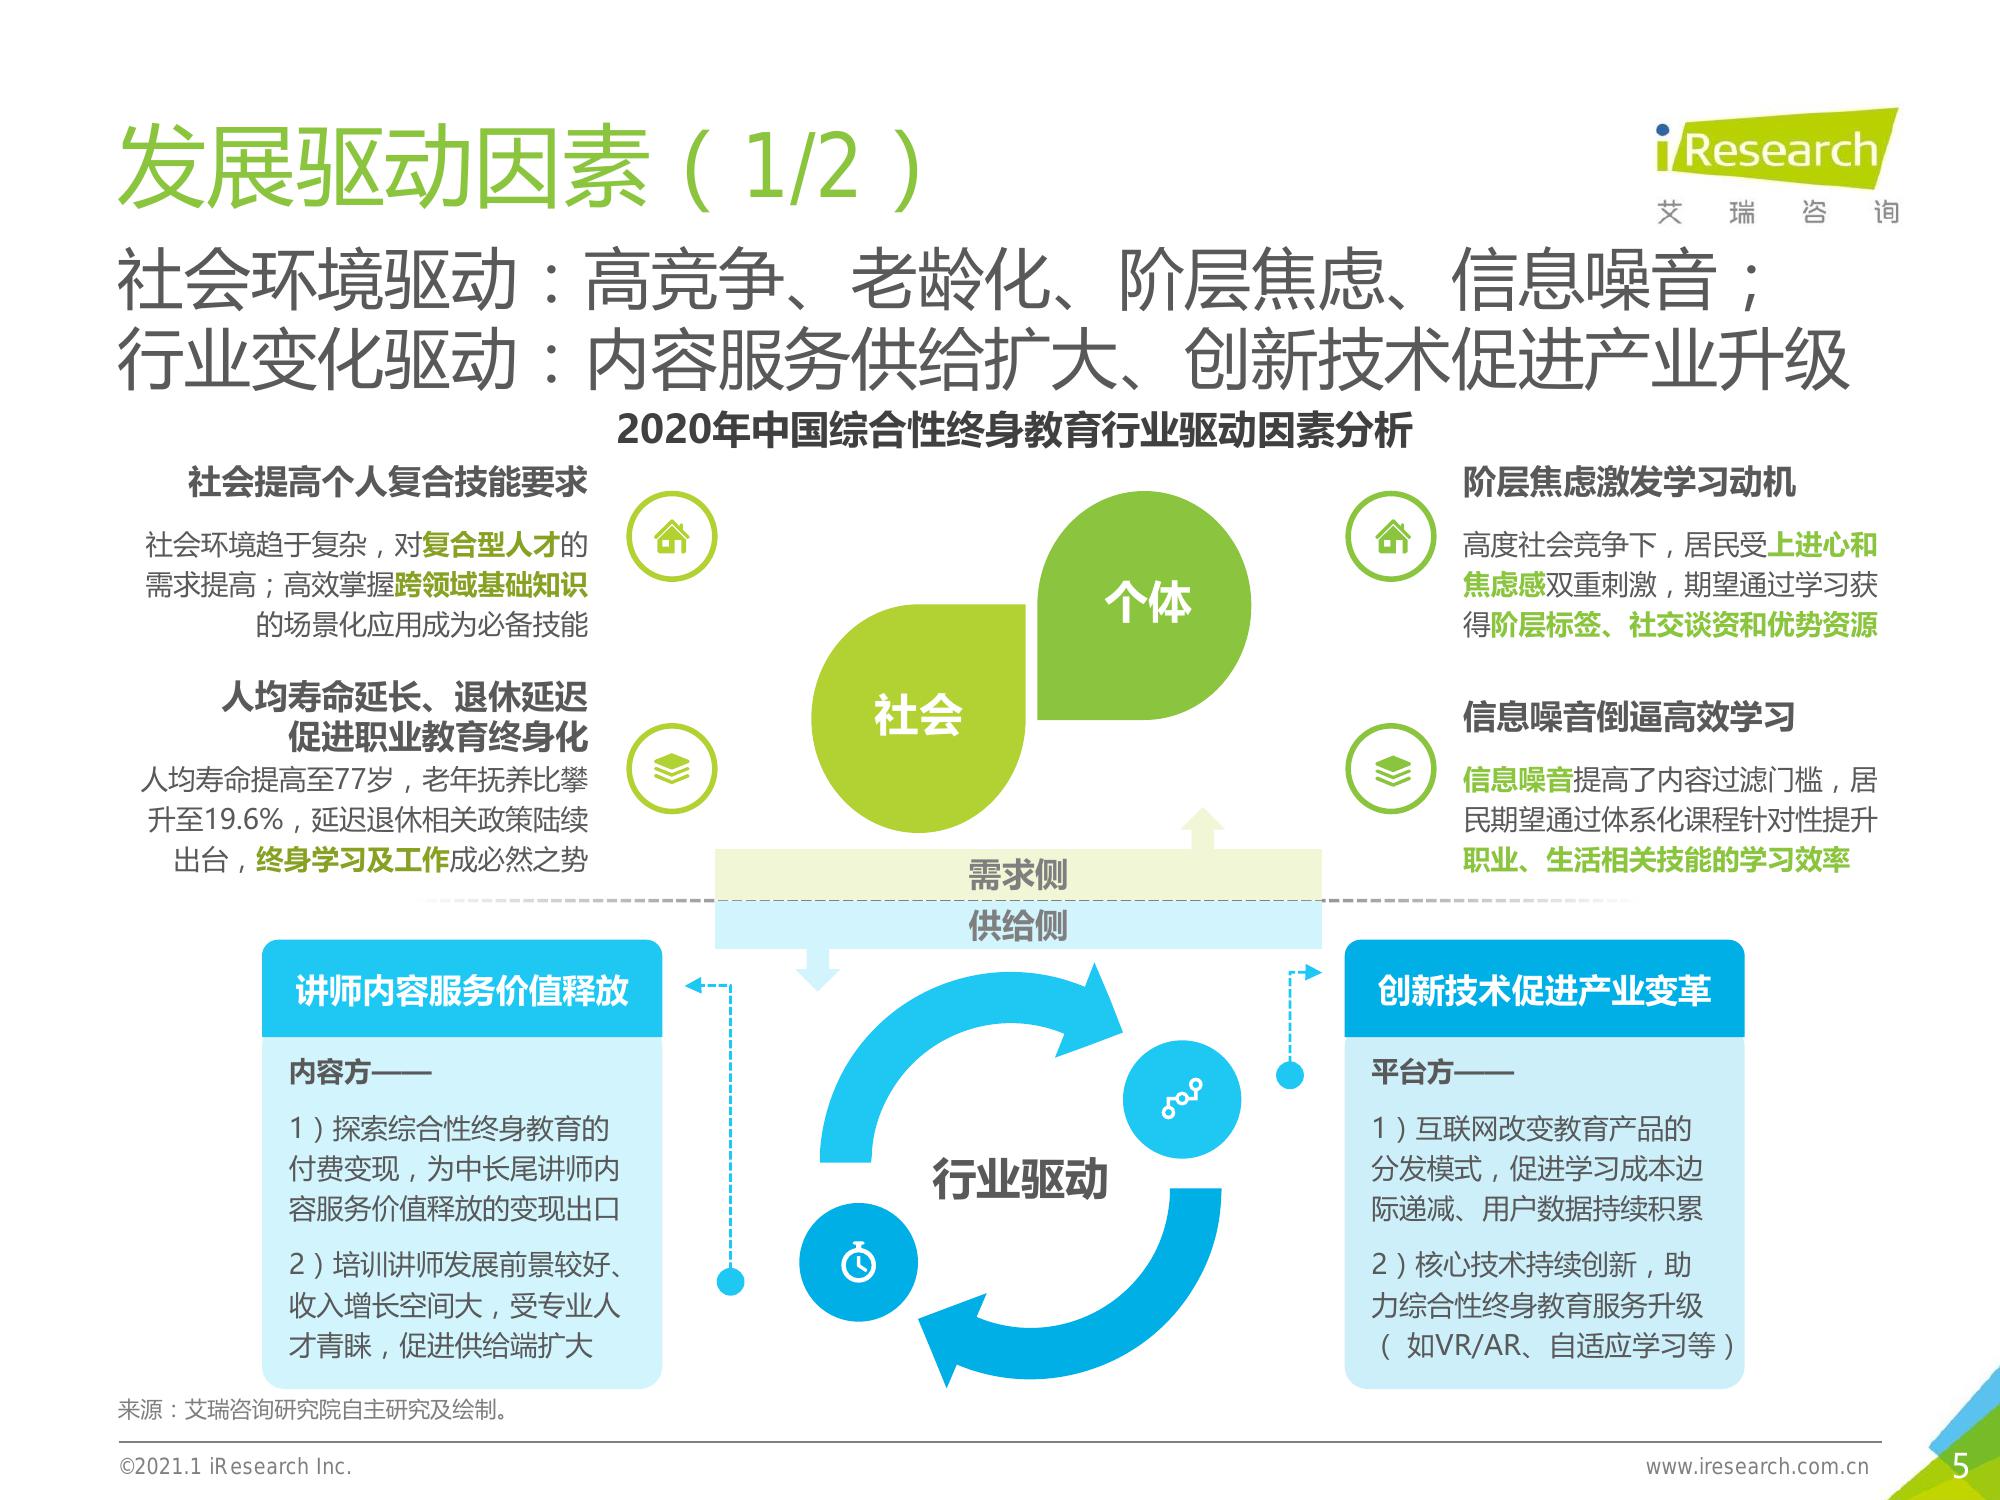 发展驱动因素（1/2）
iResearch
艾瑞咨询
社会环境驱动：高竞争、老龄化、阶层焦虑、信息噪音；
行业变化驱动：内容服务供给扩大、创新技术促进产业升级
2020年中国综合性终身教育行业驱动因素分析
社会提高个人复合技能要求
社会环境趋于复杂，对复合型人才的
需求提高；高效掌握跨领域基础知识
的场景化应用成为必备技能
人均寿命延长、退休延迟
促进职业教育终身化
人均寿命提高至77岁，老年抚养比攀
升至19.6%，延迟退休相关政策陆续
出台，终身学习及工作成必然之势
个体
社会
阶层焦虑激发学习动机
高度社会竞争下，居民受上进心和
焦虑感双重刺激，期望通过学习获
得阶层标签、社交谈资和优势资源
信息噪音倒逼高效学习
信息噪音提高了内容过滤门槛，居
民期望通过体系化课程针对性提升
职业、生活相关技能的学习效率
需求侧
供给侧
讲师内容服务价值释放
内容方——
1）探索综合性终身教育的
付费变现，为中长尾讲师内
容服务价值释放的变现出口
2）培训讲师发展前景较好、
收入增长空间大，受专业人
才青睐，促进供给端扩大
行业驱动
创新技术促进产业变革
平台方——
1）互联网改变教育产品的
分发模式，促进学习成本边
际递减、用户数据持续积累
2）核心技术持续创新，助
力综合性终身教育服务升级
（ 如VR/AR、自适应学习等）
来源：艾瑞咨询研究院自主研究及绘制。
©2021.1 iResearch Inc.
www.iresearch.com.cn
5